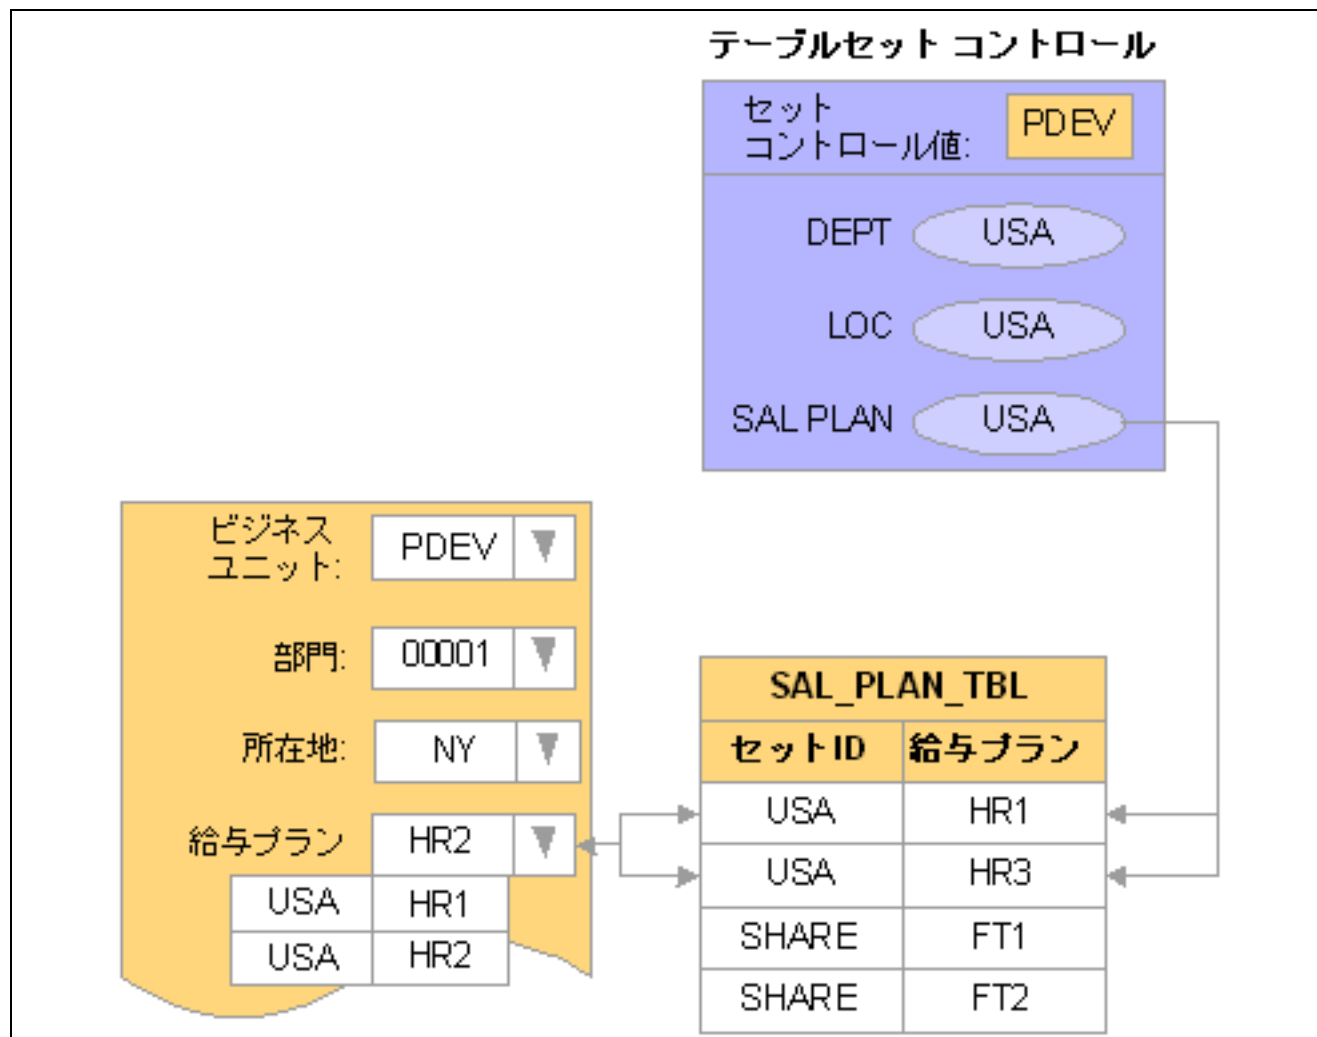 テーブルセット コントロール
セット
コントロール値:
PDEV
DEPT USA
LOC USA
SAL PLAN USA
ビジネス
ユニット:
PDEV
部門: 00001
所在地: NY
給与プラン HR2
USA HR1
USA HR2
SAL_PLAN_TBL
セットID 給与プラン
USA HR1
USA HR3
SHARE FT1
SHARE FT2